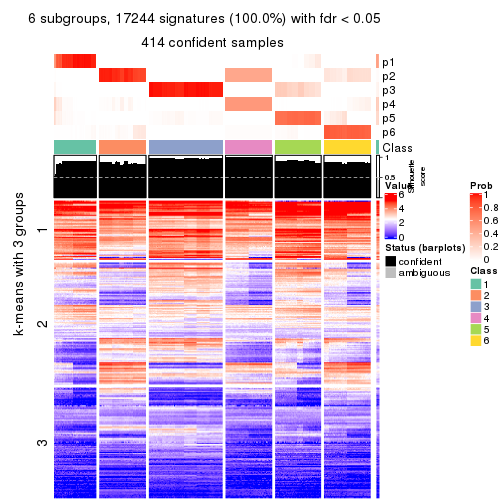 6 subgroups, 17244 signatures (100.0%) with fdr < 0.05
414 confident samples
p1
p2
p3
p4
p5
p6
Class
1
0.5
0
Silhouette
score
k-means with 3 groups
1
2
3
Value
6
4
2
0
Status (barplots)
confident
ambiguous
Prob
1
0.8
0.6
0.4
0.2
0
Class
1
2
3
4
5
6